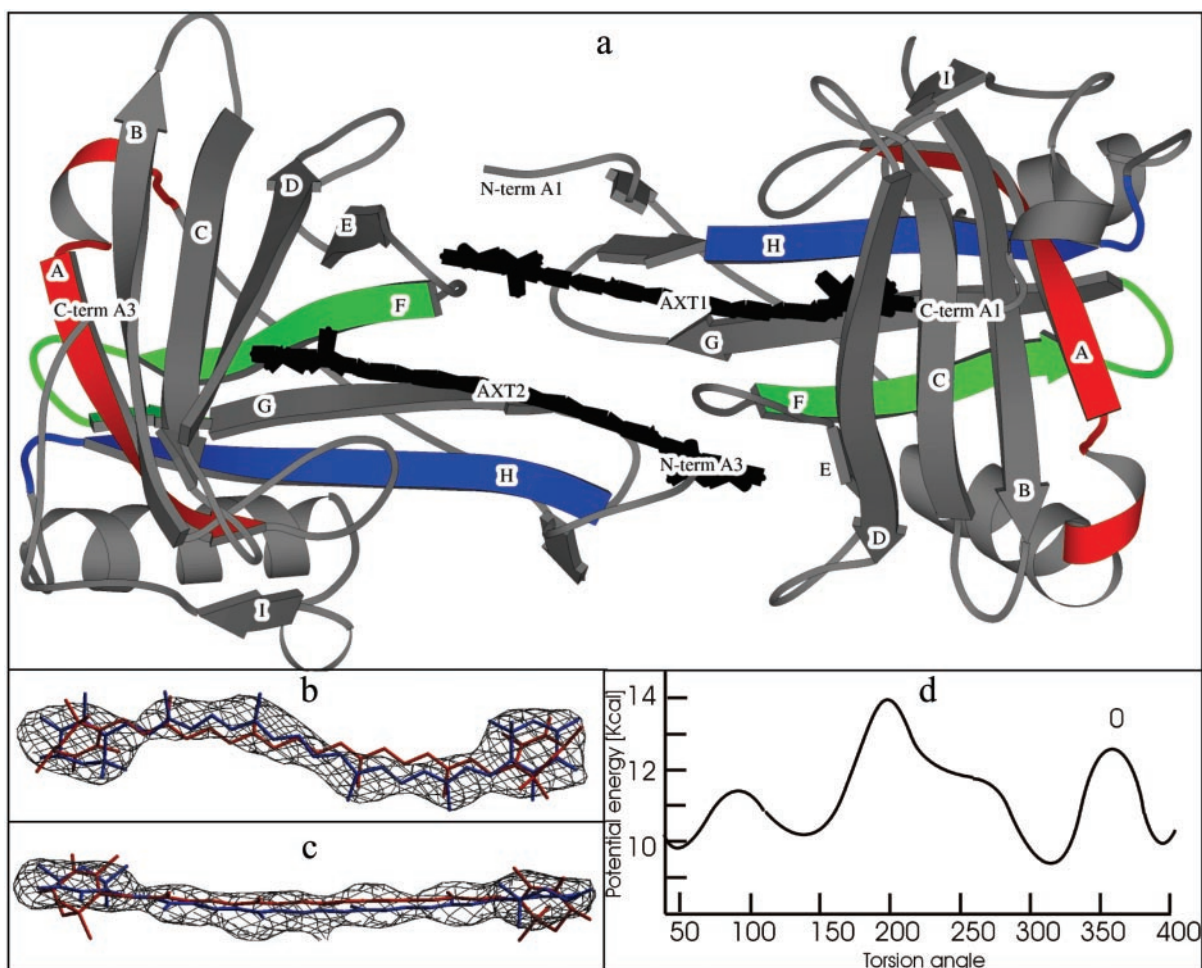 a
B
I
D
N-term A1
C
E
H
A
AXT1
C-term A3
C-term A1
F
G
A
AXT2
F
C
G
N-term A3
H
E
B
D
I
b
d
Potential energy [Kcal]
14
12
10
O
50 100 150 200 250 300 350 400
Torsion angle
c